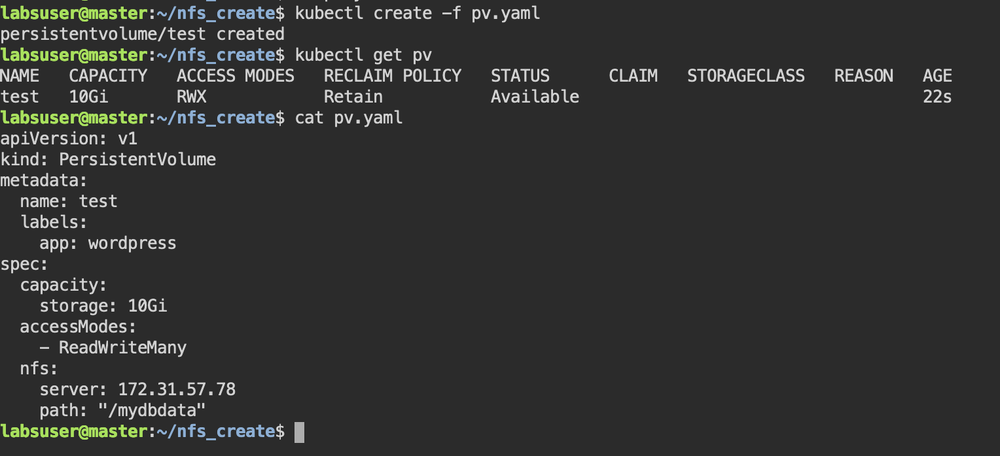 labsuser@master:~/nfs_create$ kubectl create -f pv.yaml
persistentvolume/test created
labsuser@master:~/nfs_create$ kubectl get pv
NAME   CAPACITY   ACCESS MODES   RECLAIM POLICY   STATUS      CLAIM   STORAGECLASS   REASON   AGE
test   10Gi       RWX            Retain           Available                                   22s
labsuser@master:~/nfs_create$ cat pv.yaml
apiVersion: v1
kind: PersistentVolume
metadata:
  name: test
  labels:
    app: wordpress
spec:
  capacity:
    storage: 10Gi
  accessModes:
    - ReadWriteMany
  nfs:
    server: 172.31.57.78
    path: "/mydbdata"
labsuser@master:~/nfs_create$